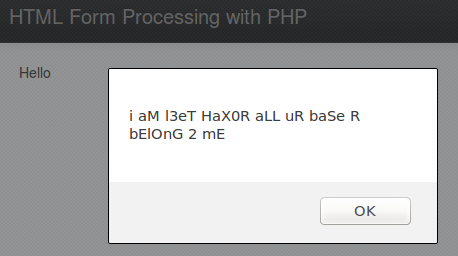 HTML Form Processing with PHP
Hello
i aM l3eT HaX0R aLL uR baSe R
bElOnG 2 mE
OK